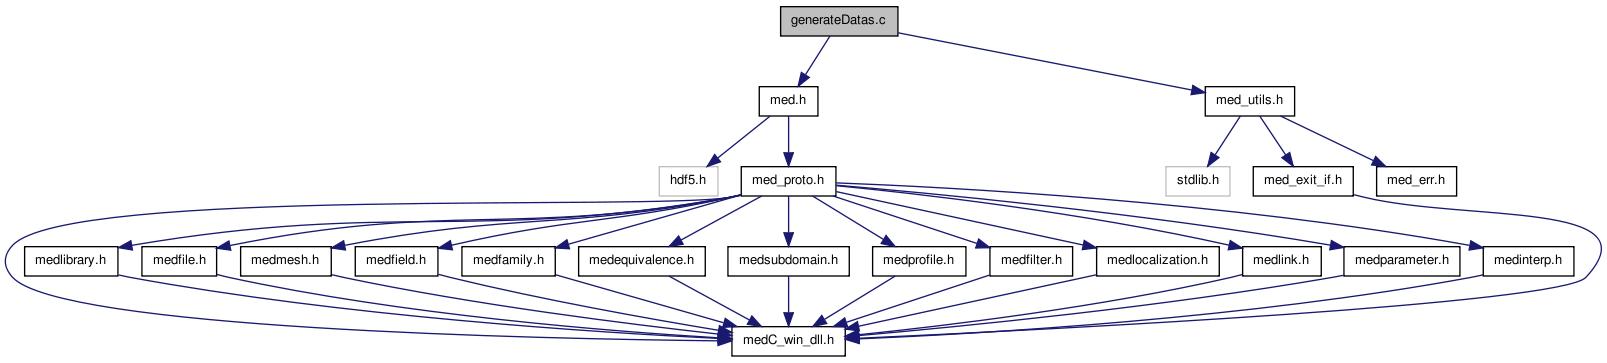 generateDatas.c
med.h
med_utils.h
hdf5.h
med_proto.h
stdlib.h
med_exit_if.h
med_err.h
medlibrary.h
medfile.h
medmesh.h
medfield.h
medfamily.h
medequivalence.h
medsubdomain.h
medprofile.h
medfilter.h
medlocalization.h
medlink.h
medparameter.h
medinterp.h
medC_win_dll.h